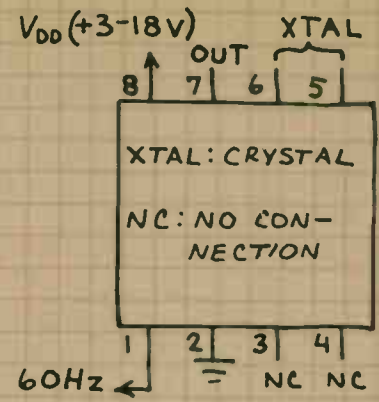 V_DD (+3-18V) XTAL
OUT
8 7 6 5
XTAL: CRYSTAL
NC: NO CON-
NECTION
1 2 3 4
60Hz NC NC